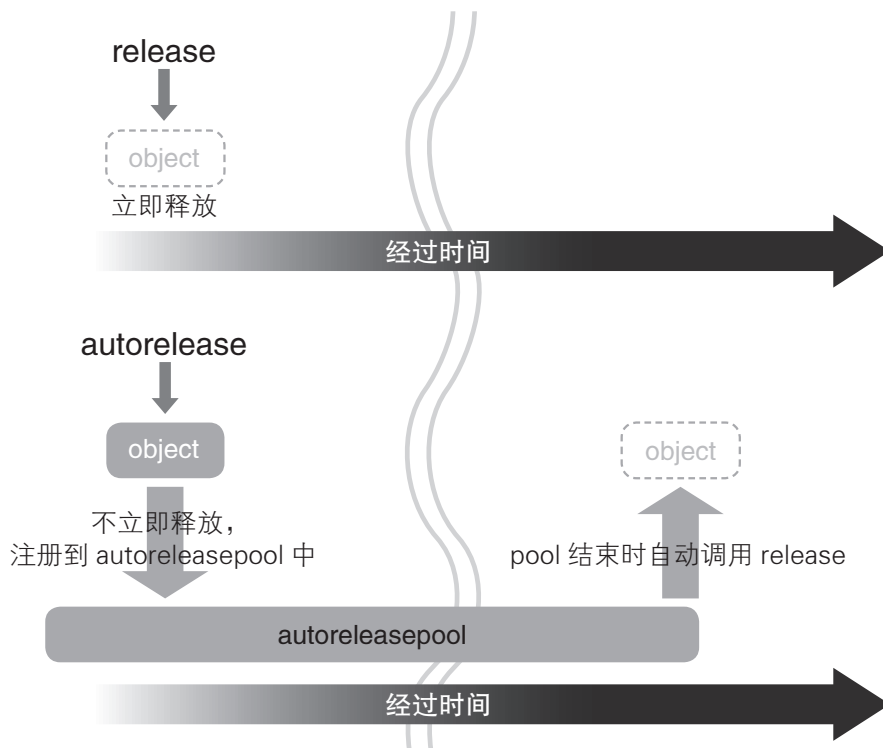 release
object
立即释放
经过时间
autorelease
object
object
不立即释放，
注册到 autoreleasepool 中
pool 结束时自动调用 release
autoreleasepool
经过时间